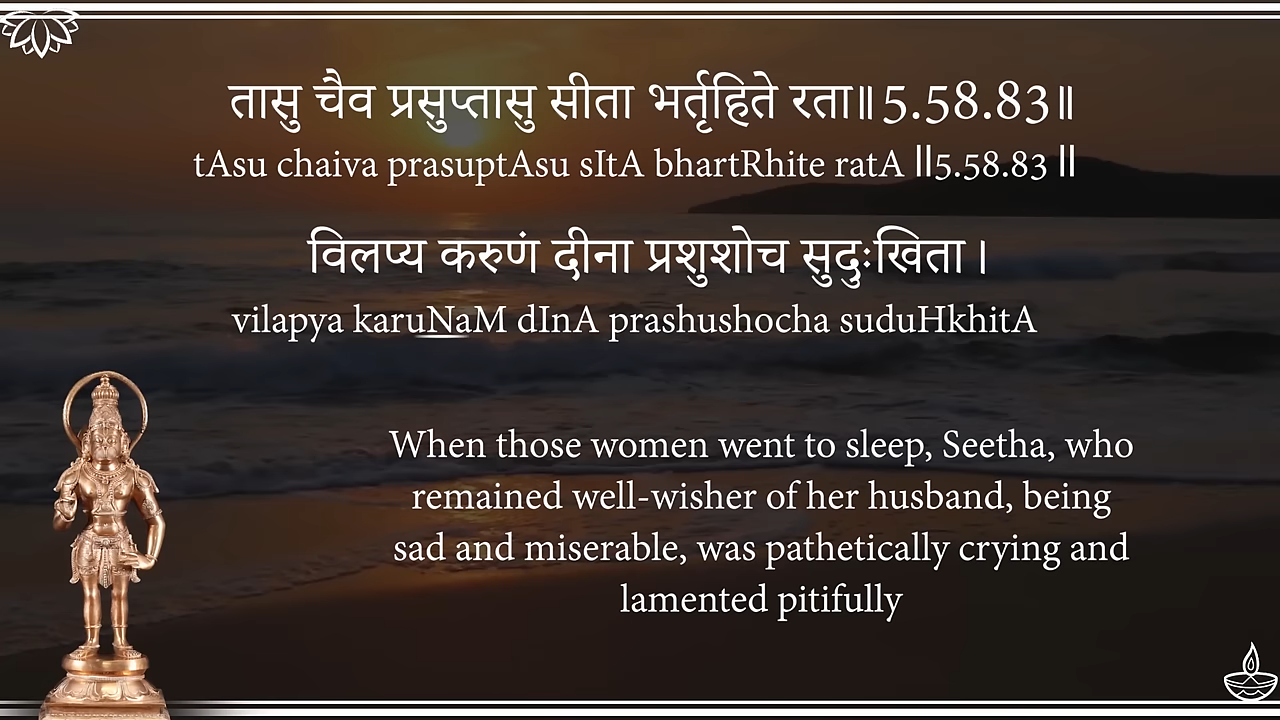 तासु चैव प्रसुप्तासु सीता भर्तृहिते रता॥5.58.83॥
tAsu chaiva prasuptAsu sItA bhartRhite ratA ||5.58.83 ||
विलप्य करुणं दीना प्रशुशोच सुदुःखिता।
vilapya karuNaM dInA prashushocha suduHkhitA
When those women went to sleep, Seetha, who
remained well-wisher of her husband, being
sad and miserable, was pathetically crying and
lamented pitifully